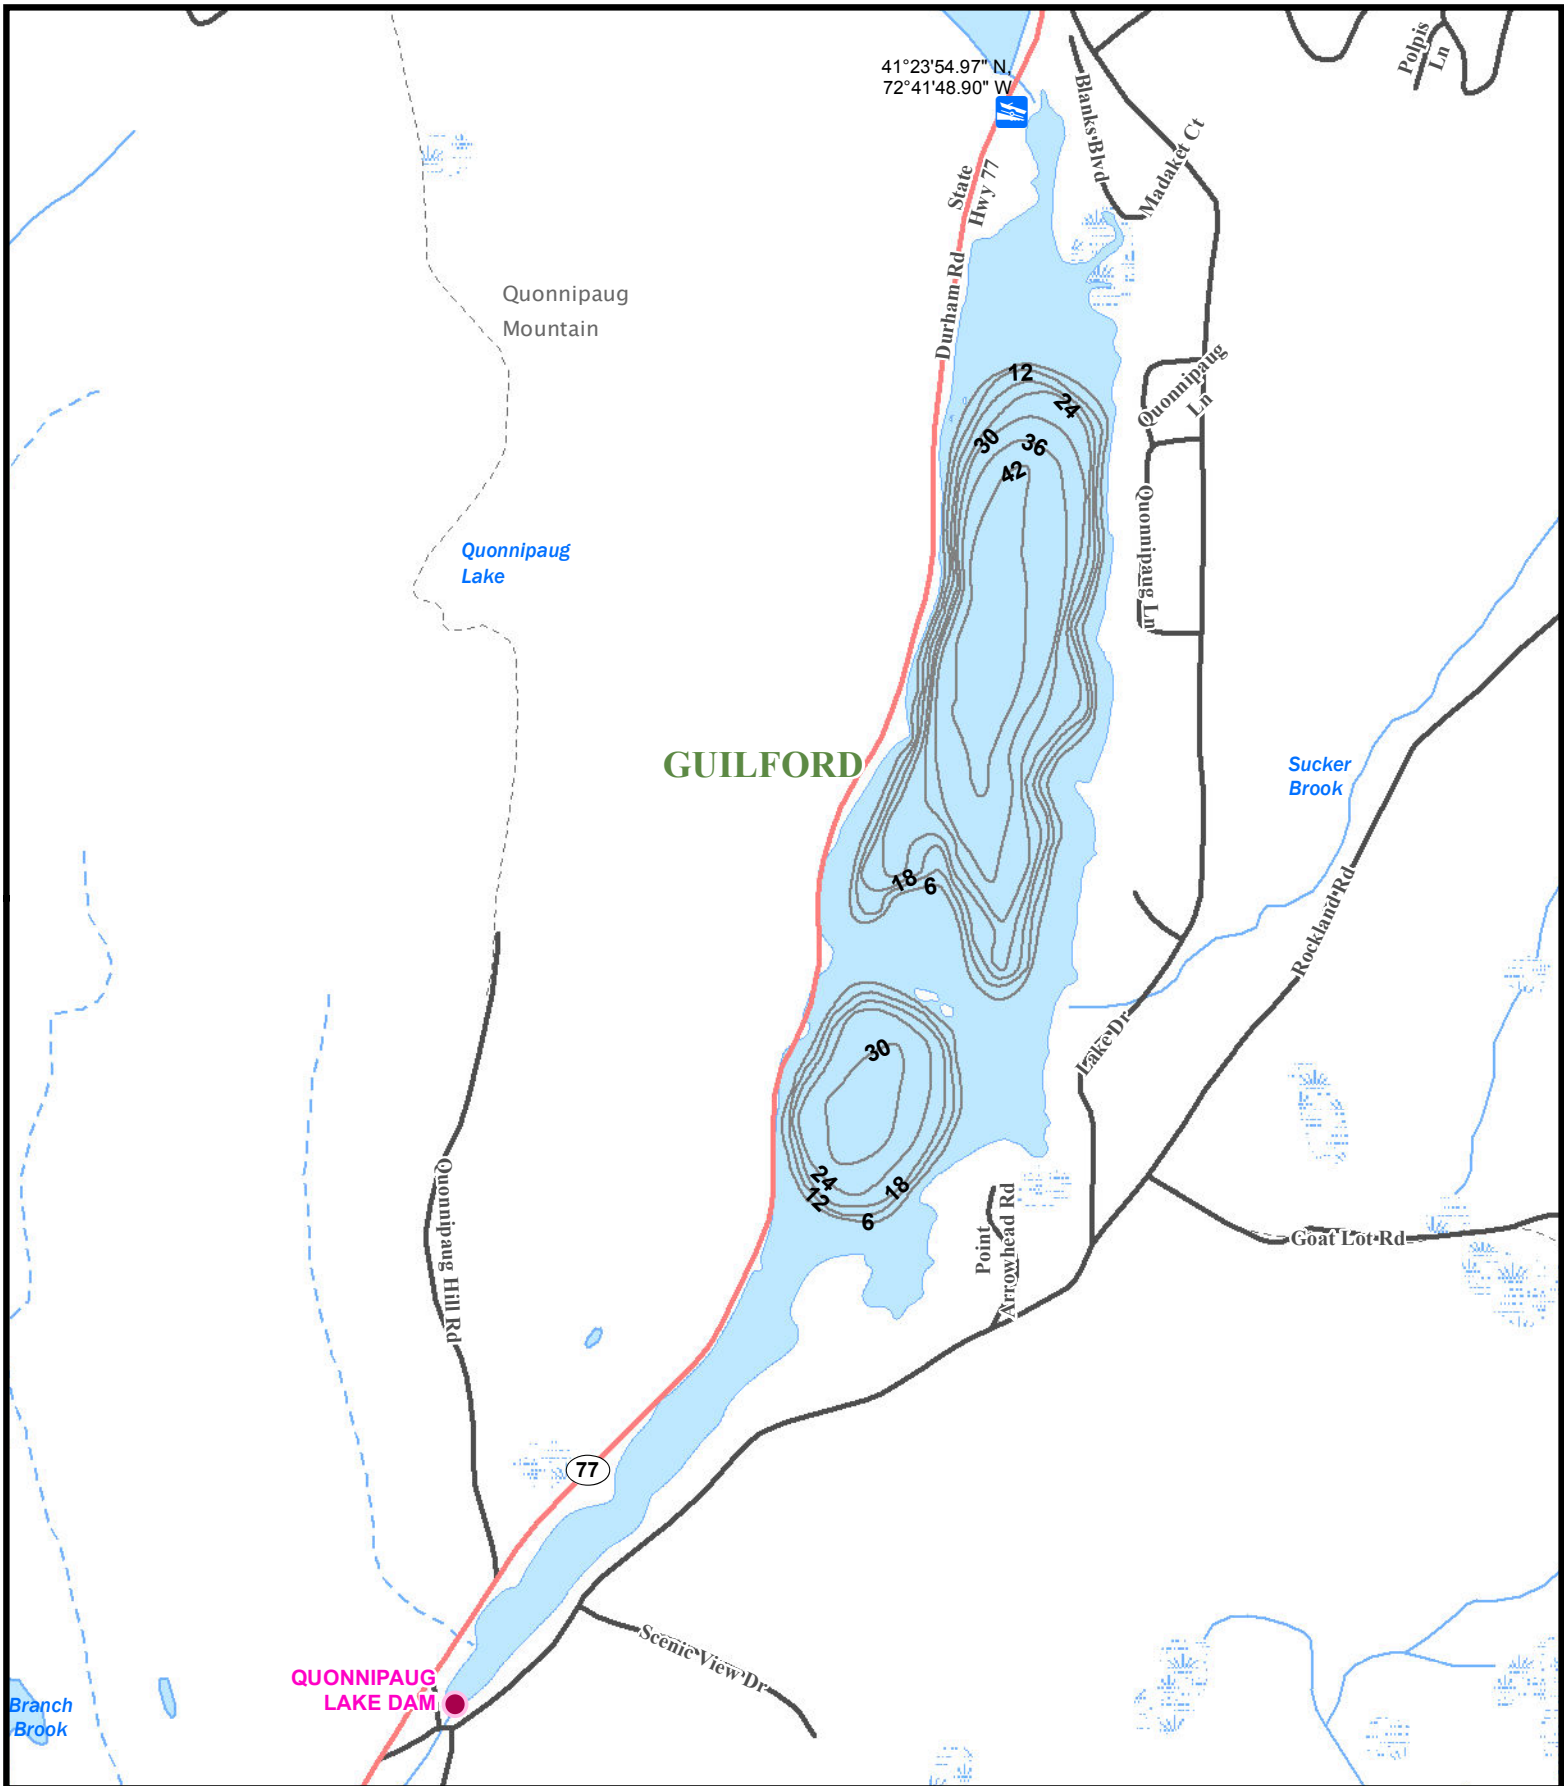 Polpis
Ln
41°23'54.97" N,
72°41'48.90" W
Blanks Blvd
Madaket Ct
State
Hwy 77
Durham Rd
Quonnipaug
Mountain
Quonnipaug
Ln
12
24
30
36
42
Quonnipaug
Lake
Quonnipaug Ln
GUILFORD
Sucker
Brook
18
6
Rockland Rd
Lake Dr
30
24
12
18
6
Quonnipaug Hill Rd
Point
Arrowhead Rd
Goat Lot Rd
77
Scenic View Dr
QUONNIPAUG
LAKE DAM
Branch
Brook